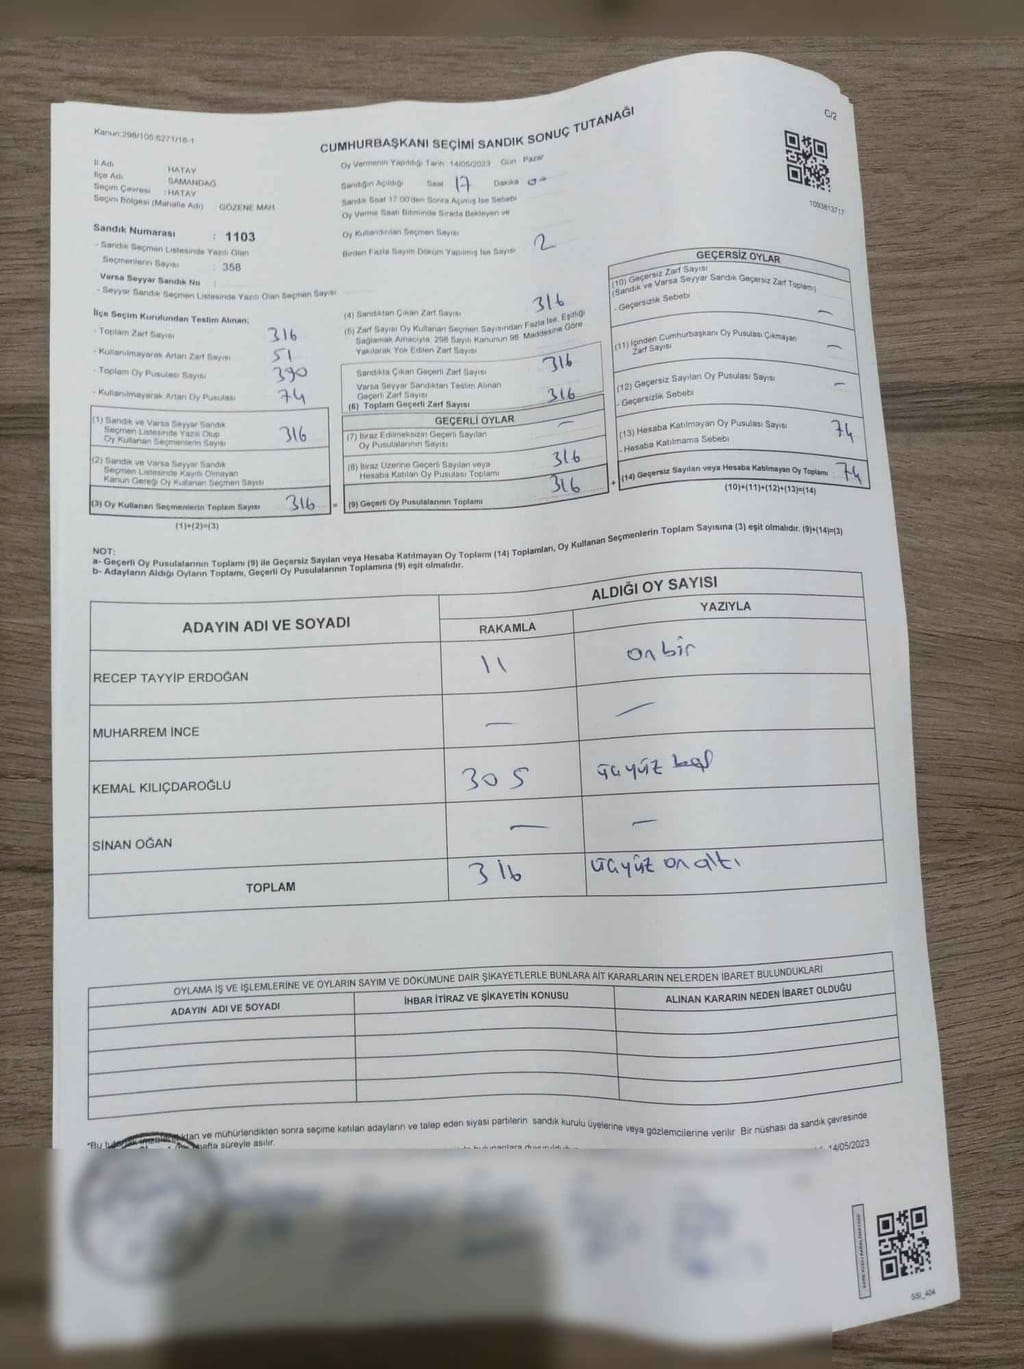 Kanun:298/105,6271/16-1
CUMHURBAŞKANI SEÇİMİ SANDIK SONUÇ TUTANAĞI
C/2
İl Adı HATAY
İlçe Adı SAMANDAĞ
Seçim Çevresi : HATAY
Seçim Bölgesi (Mahalle Adı) GÖZENE MAH.
Oy Vermenin Yapıldığı Tarih : 14/05/2023 Gün : Pazar
Sandığın Açıldığı Saat 17 Dakika 00
Sandık Saat 17:00'den Sonra Açılmış İse Sebebi
Oy Verme Saati Bitiminde Sırada Bekleyen ve
Oy Kullandırılan Seçmen Sayısı
Birden Fazla Sayım Döküm Yapılmış İse Sayısı 2
1090813717
Sandık Numarası : 1103
- Sandık Seçmen Listesinde Yazılı Olan
Seçmenlerin Sayısı : 358
Varsa Seyyar Sandık No :
- Seyyar Sandık Seçmen Listesinde Yazılı Olan Seçmen Sayısı
İlçe Seçim Kurulundan Teslim Alınan;
- Toplam Zarf Sayısı 316
- Kullanılmayarak Artan Zarf Sayısı 51
- Toplam Oy Pusulası Sayısı 390
- Kullanılmayarak Artan Oy Pusulası 74
(1) Sandık ve Varsa Seyyar Sandık
Seçmen Listesinde Yazılı Olup
Oy Kullanan Seçmenlerin Sayısı 316
(2) Sandık ve Varsa Seyyar Sandık
Seçmen Listesinde Kayıtlı Olmayan
Kanun Gereği Oy Kullanan Seçmen Sayısı
(3) Oy Kullanan Seçmenlerin Toplam Sayısı 316
(1)+(2)=(3)
(4) Sandıktan Çıkan Zarf Sayısı 316
(5) Zarf Sayısı Oy Kullanan Seçmen Sayısından Fazla İse, Eşitliği
Sağlamak Amacıyla, 298 Sayılı Kanunun 98. Maddesine Göre
Yakılarak Yok Edilen Zarf Sayısı
Sandıkta Çıkan Geçerli Zarf Sayısı 316
Varsa Seyyar Sandıktan Teslim Alınan
Geçerli Zarf Sayısı
(6) Toplam Geçerli Zarf Sayısı 316
GEÇERLİ OYLAR
(7) İtiraz Edilmeksizin Geçerli Sayılan
Oy Pusulalarının Sayısı —
(8) İtiraz Üzerine Geçerli Sayılan veya
Hesaba Katılan Oy Pusulası Toplamı 316
= (9) Geçerli Oy Pusulalarının Toplamı 316
GEÇERSİZ OYLAR
(10) Geçersiz Zarf Sayısı
(Sandık ve Varsa Seyyar Sandık Geçersiz Zarf Toplamı)
- Geçersizlik Sebebi —
(11) İçinden Cumhurbaşkanı Oy Pusulası Çıkmayan
Zarf Sayısı —
(12) Geçersiz Sayılan Oy Pusulası Sayısı —
- Geçersizlik Sebebi
(13) Hesaba Katılmayan Oy Pusulası Sayısı 74
- Hesaba Katılmama Sebebi
+ (14) Geçersiz Sayılan veya Hesaba Katılmayan Oy Toplamı 74
(10)+(11)+(12)+(13)=(14)
NOT:
a- Geçerli Oy Pusulalarının Toplamı (9) ile Geçersiz Sayılan veya Hesaba Katılmayan Oy Toplamı (14) Toplamları, Oy Kullanan Seçmenlerin Toplam Sayısına (3) eşit olmalıdır. (9)+(14)=(3)
b- Adayların Aldığı Oyların Toplamı, Geçerli Oy Pusulalarının Toplamına (9) eşit olmalıdır.
ADAYIN ADI VE SOYADI
ALDIĞI OY SAYISI
RAKAMLA YAZIYLA
RECEP TAYYİP ERDOĞAN 11 on bir
MUHARREM İNCE — —
KEMAL KILIÇDAROĞLU 305 üçyüz beş
SİNAN OĞAN — —
TOPLAM 316 üçyüz on altı
OYLAMA İŞ VE İŞLEMLERİNE VE OYLARIN SAYIM VE DÖKÜMÜNE DAİR ŞİKAYETLERLE BUNLARA AİT KARARLARIN NELERDEN İBARET BULUNDUKLARI
ADAYIN ADI VE SOYADI İHBAR İTİRAZ VE ŞİKAYETİN KONUSU ALINAN KARARIN NEDEN İBARET OLDUĞU
*Bu ve mühürlendikten sonra seçime katılan adayların ve talep eden siyasi partilerin sandık kurulu üyelerine veya gözlemcilerine verilir. Bir nüshası da sandık çevresinde
hafta süreyle asılır.
14/05/2023
GSI_404